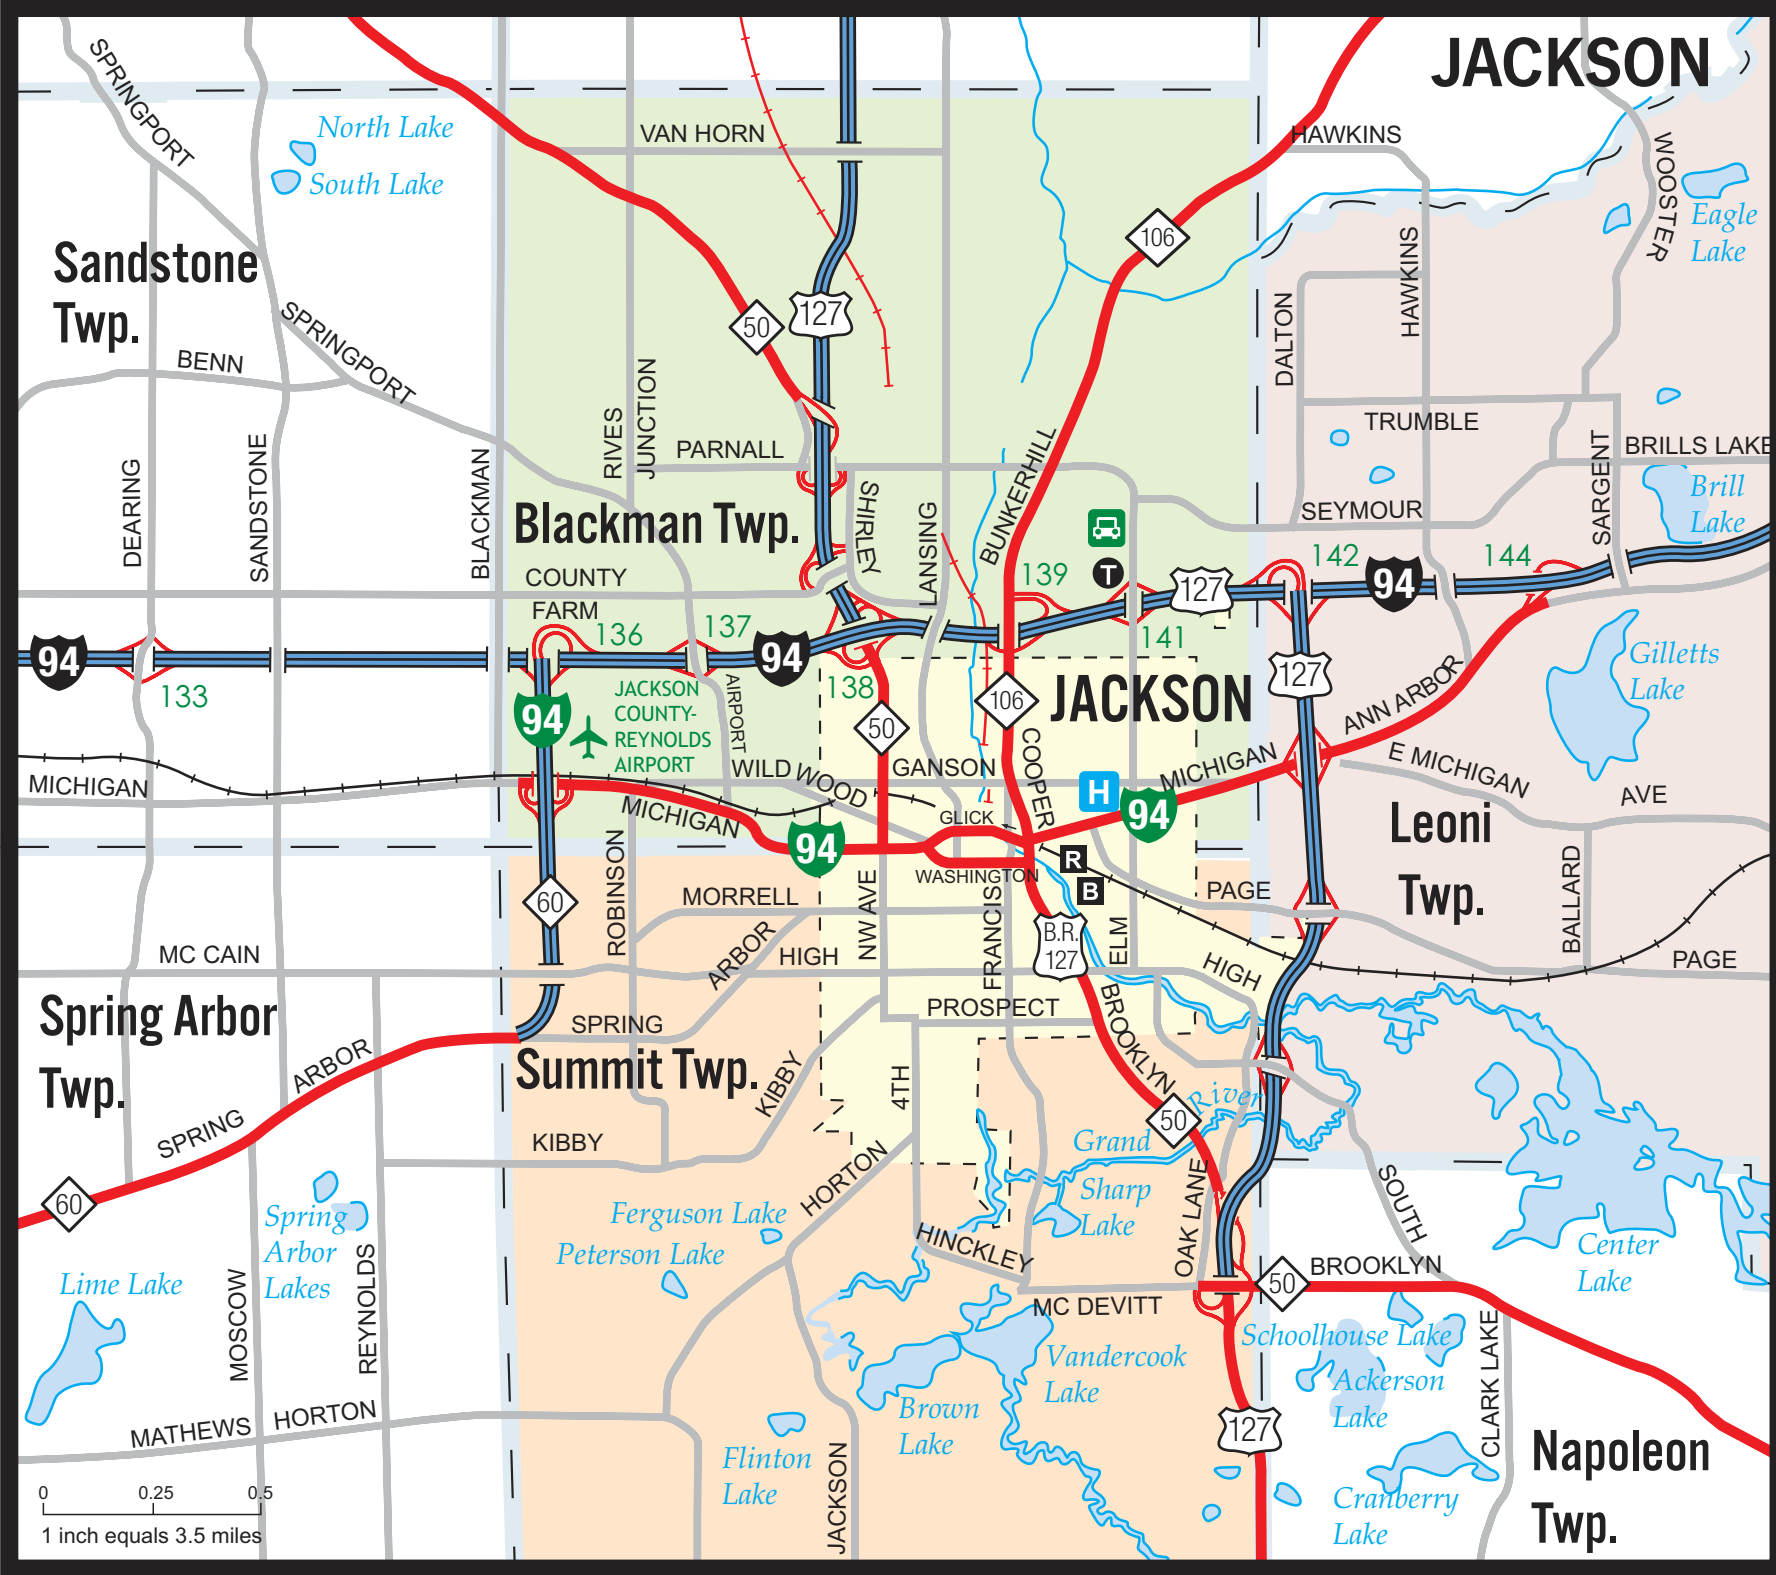 JACKSON
SPRINGPORT
North Lake
South Lake
VAN HORN
HAWKINS
WOOSTER
Eagle
Lake
106
Sandstone
Twp.
50
127
DALTON
HAWKINS
SPRINGPORT
BENN
RIVES
JUNCTION
TRUMBLE
PARNALL
BUNKERHILL
SARGENT
BRILLS LAKE
DEARING
SANDSTONE
BLACKMAN
Blackman Twp.
SHIRLEY
LANSING
SEYMOUR
Brill
Lake
COUNTY
FARM
139
T
142
144
127
94
94
133
136
137
94
138
141
JACKSON
COUNTY-
REYNOLDS
AIRPORT
94
AIRPORT
50
106
JACKSON
127
ANN ARBOR
Gilletts
Lake
MICHIGAN
WILDWOOD
GANSON
COOPER
H
MICHIGAN
94
E MICHIGAN
AVE
MICHIGAN
94
GLICK
WASHINGTON
R
B
Leoni
Twp.
BALLARD
60
ROBINSON
MORRELL
NW AVE
FRANCIS
B.R.
127
ELM
PAGE
PAGE
MC CAIN
ARBOR
HIGH
HIGH
Spring Arbor
Twp.
SPRING
PROSPECT
BROOKLYN
Summit Twp.
ARBOR
SPRING
KIBBY
4TH
50
River
Grand
KIBBY
60
HORTON
Sharp
Lake
OAK LANE
SOUTH
Spring
Arbor
Lakes
Ferguson Lake
Peterson Lake
HINCKLEY
Center
Lake
Lime Lake
MOSCOW
REYNOLDS
MC DEVITT
50
BROOKLYN
Schoolhouse Lake
Vandercook
Lake
Ackerson
Lake
CLARK LAKE
Brown
Lake
127
MATHEWS
HORTON
Flinton
Lake
JACKSON
Cranberry
Lake
Napoleon
Twp.
0 0.25 0.5
1 inch equals 3.5 miles